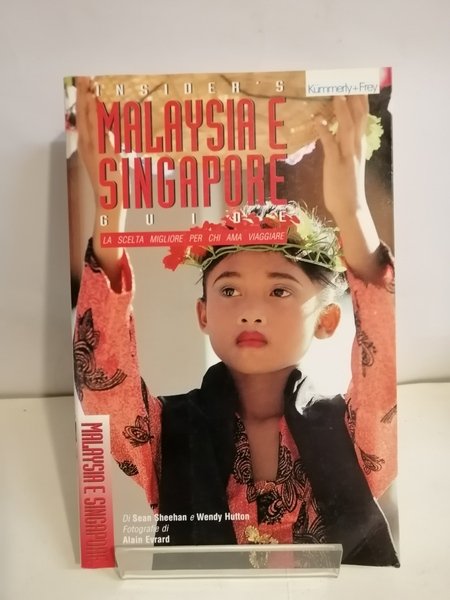 INSIDER'S
Kümmerly+Frey
MALAYSIA E
SINGAPORE
GUIDE
LA SCELTA MIGLIORE PER CHI AMA VIAGGIARE
MALAYSIA E SINGAPORE
Di Sean Sheehan e Wendy Hutton
Fotografie di
Alain Evrard